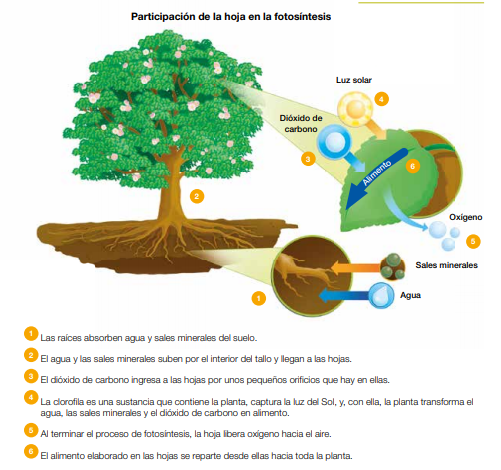 Participación de la hoja en la fotosíntesis
Luz solar
4
Dióxido de
carbono
3
Alimento
6
2
Oxígeno
5
Sales minerales
Agua
1
1 Las raíces absorben agua y sales minerales del suelo.
2 El agua y las sales minerales suben por el interior del tallo y llegan a las hojas.
3 El dióxido de carbono ingresa a las hojas por unos pequeños orificios que hay en ellas.
4 La clorofila es una sustancia que contiene la planta, captura la luz del Sol, y, con ella, la planta transforma el
agua, las sales minerales y el dióxido de carbono en alimento.
5 Al terminar el proceso de fotosíntesis, la hoja libera oxígeno hacia el aire.
6 El alimento elaborado en las hojas se reparte desde ellas hacia toda la planta.